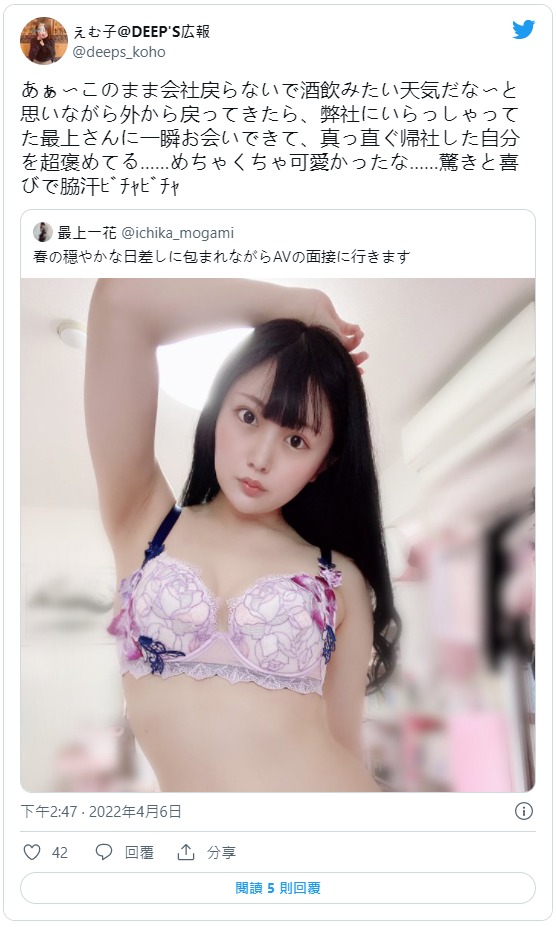 えむ子@DEEP'S広報
@deeps_koho
あぁ〜このまま会社戻らないで酒飲みたい天気だな〜と
思いながら外から戻ってきたら、弊社にいらっしゃって
た最上さんに一瞬お会いできて、真っ直ぐ帰社した自分
を超褒めてる……めちゃくちゃ可愛かったな……驚きと喜
びで脇汗ﾋﾞﾁｬﾋﾞﾁｬ
最上一花 @ichika_mogami
春の穏やかな日差しに包まれながらAVの面接に行きます
下午2:47 · 2022年4月6日
42 回覆 分享
閱讀 5 則回覆